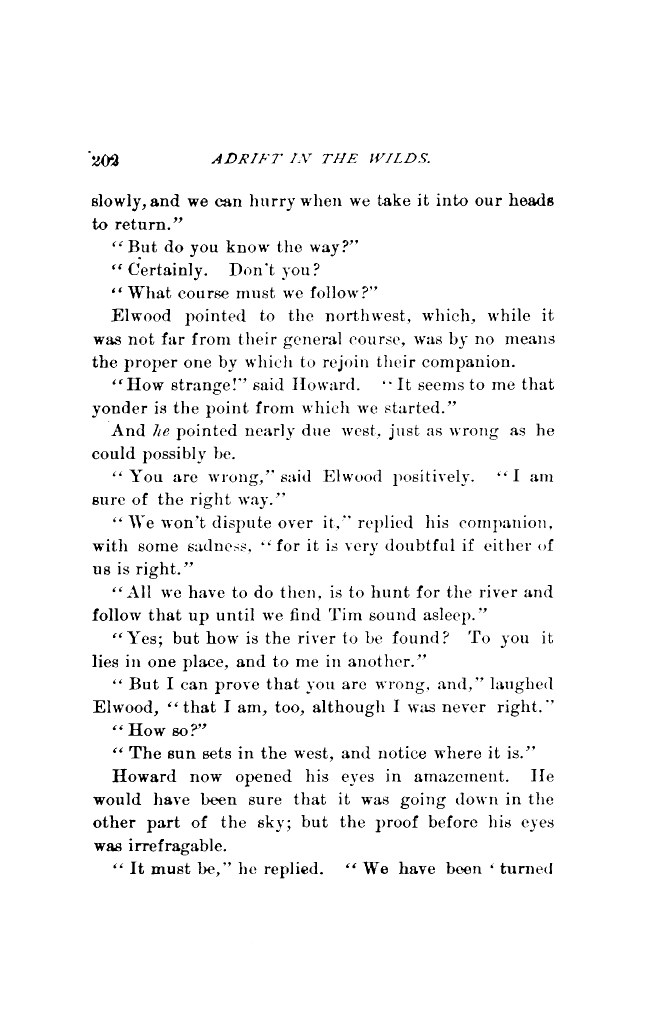 202 ADRIFT IN THE WILDS.
slowly, and we can hurry when we take it into our heads
to return."
"But do you know the way?"
"Certainly. Don't you?
"What course must we follow?"
Elwood pointed to the northwest, which, while it
was not far from their general course, was by no means
the proper one by which to rejoin their companion.
"How strange!" said Howard. "It seems to me that
yonder is the point from which we started."
And he pointed nearly due west, just as wrong as he
could possibly be.
"You are wrong," said Elwood positively. "I am
sure of the right way."
"We won't dispute over it," replied his companion,
with some sadness, "for it is very doubtful if either of
us is right."
"All we have to do then, is to hunt for the river and
follow that up until we find Tim sound asleep."
"Yes; but how is the river to be found? To you it
lies in one place, and to me in another."
"But I can prove that you are wrong, and," laughed
Elwood, "that I am, too, although I was never right."
"How so?"
"The sun sets in the west, and notice where it is."
Howard now opened his eyes in amazement. He
would have been sure that it was going down in the
other part of the sky; but the proof before his eyes
was irrefragable.
"It must be," he replied. "We have been 'turned